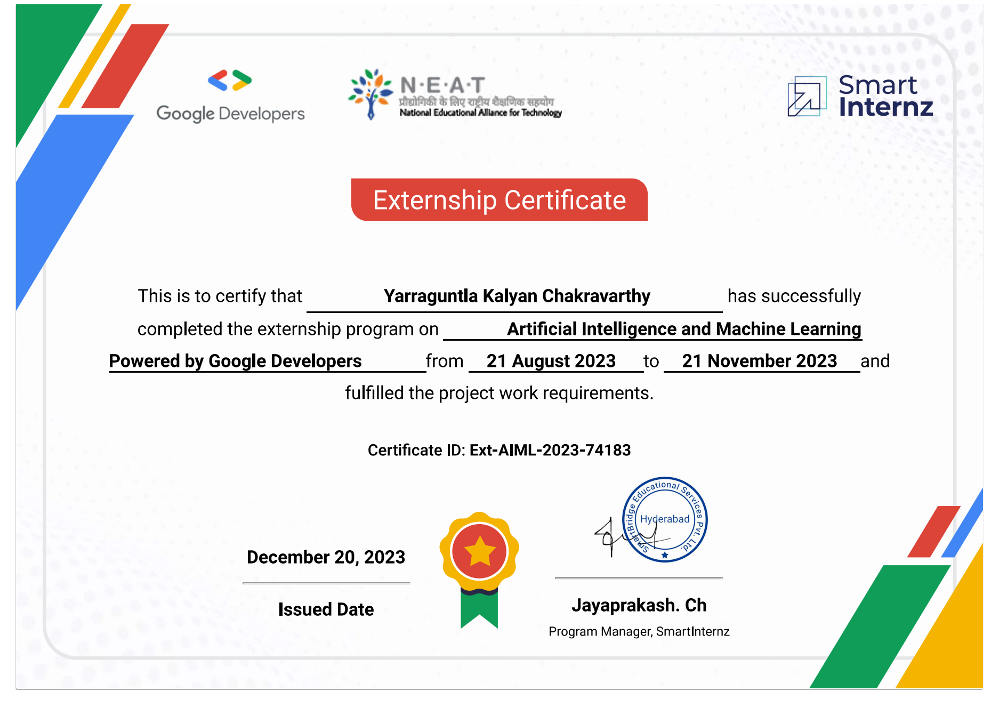 Google Developers
N·E·A·T
प्रौद्योगिकी के लिए राष्ट्रीय शैक्षणिक सहयोग
National Educational Alliance for Technology
Smart
Internz
Externship Certificate
This is to certify that Yarraguntla Kalyan Chakravarthy has successfully
completed the externship program on Artificial Intelligence and Machine Learning
Powered by Google Developers from 21 August 2023 to 21 November 2023 and
fulfilled the project work requirements.
Certificate ID: Ext-AIML-2023-74183
SmartBridge Educational Services Pvt. Ltd.
Hyderabad
December 20, 2023
Issued Date
Jayaprakash. Ch
Program Manager, SmartInternz